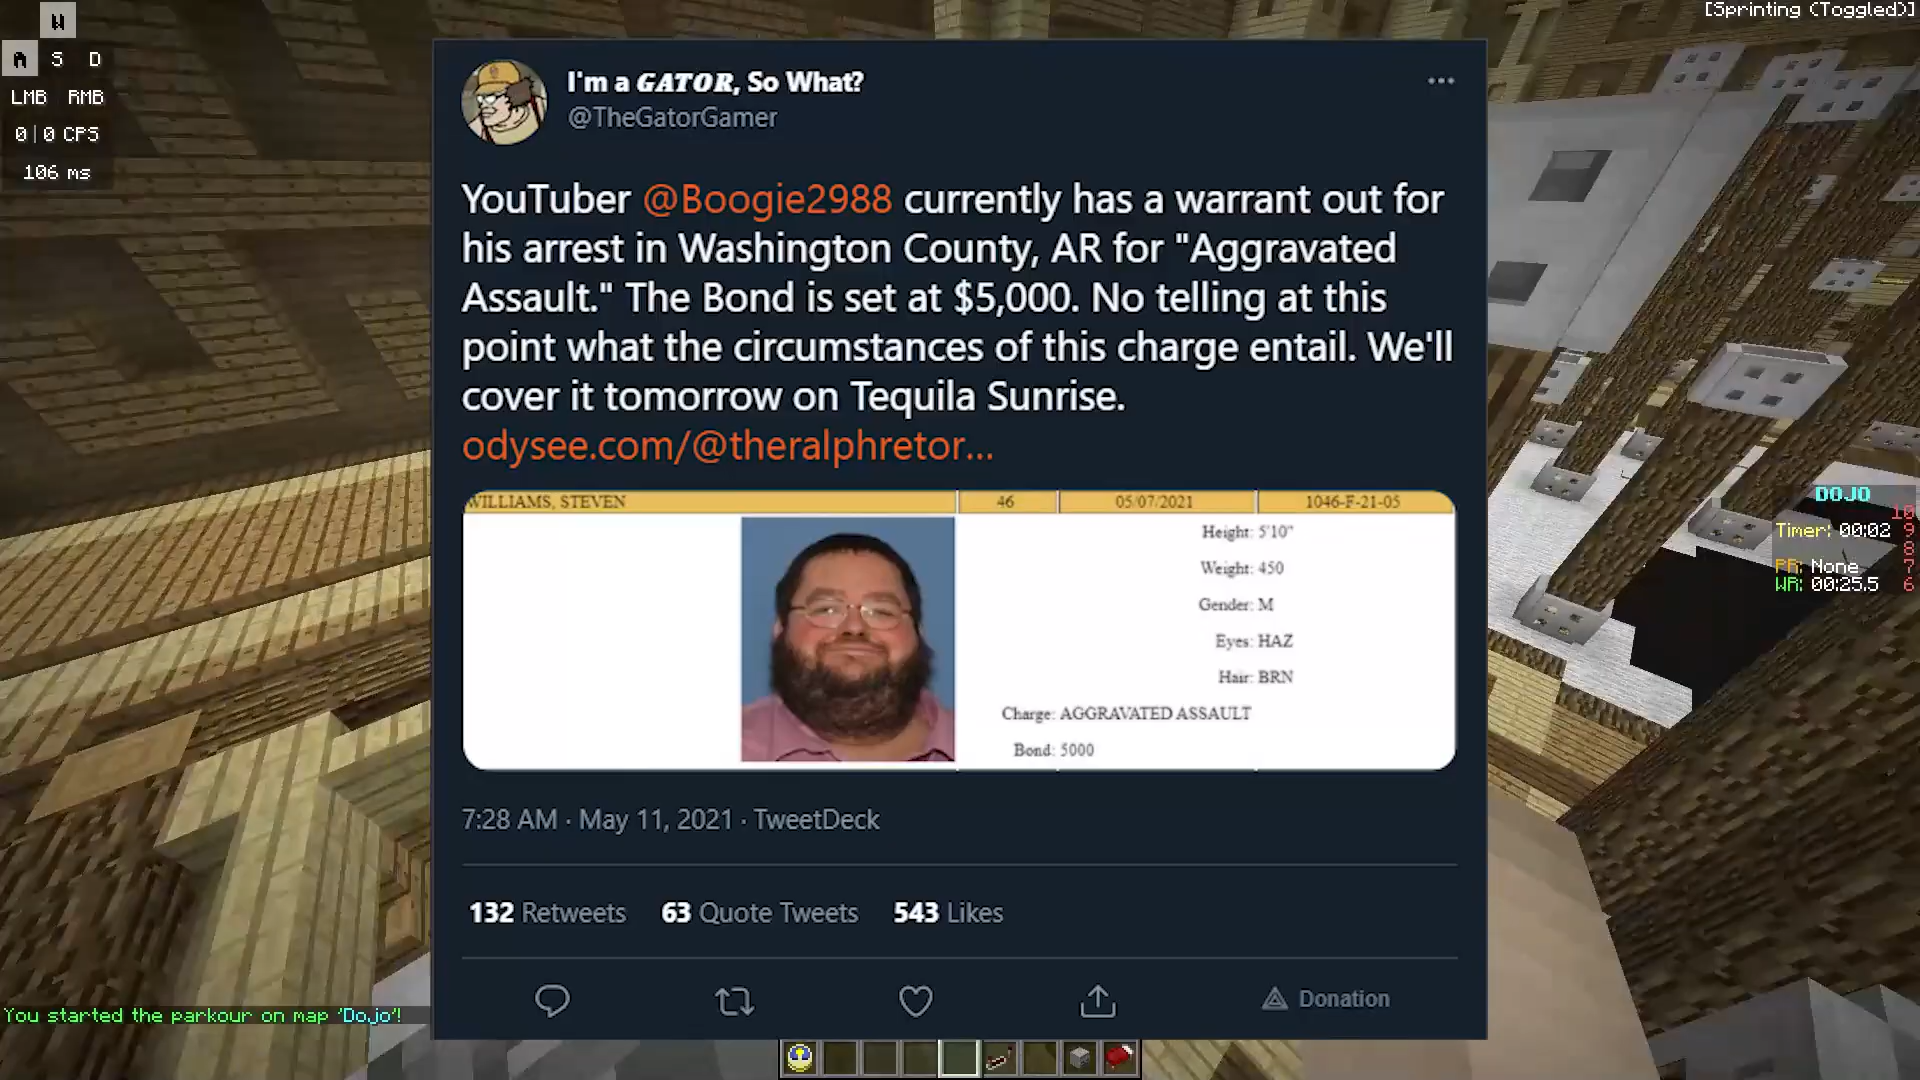 W
A S D
LMB RMB
0|0 CPS
106 ms
[Sprinting (Toggled)]
I'm a GATOR, So What?
@TheGatorGamer
YouTuber @Boogie2988 currently has a warrant out for
his arrest in Washington County, AR for "Aggravated
Assault." The Bond is set at $5,000. No telling at this
point what the circumstances of this charge entail. We'll
cover it tomorrow on Tequila Sunrise.
odysee.com/@theralphretor...
WILLIAMS, STEVEN 46 05/07/2021 1046-F-21-05
Height: 5'10"
Weight: 450
Gender: M
Eyes: HAZ
Hair: BRN
Charge: AGGRAVATED ASSAULT
Bond: 5000
7:28 AM · May 11, 2021 · TweetDeck
132 Retweets 63 Quote Tweets 543 Likes
Donation
DOJO
10
Timer: 00:02 9
8
PR: None 7
WR: 00:25.5 6
You started the parkour on map 'Dojo'!